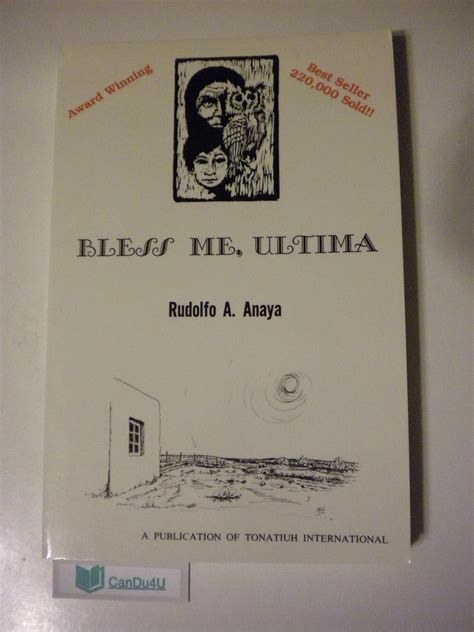 Award Winning
Best Seller
220,000 Sold!!
BLESS ME, ULTIMA
Rudolfo A. Anaya
A PUBLICATION OF TONATIUH INTERNATIONAL
CanDu4U